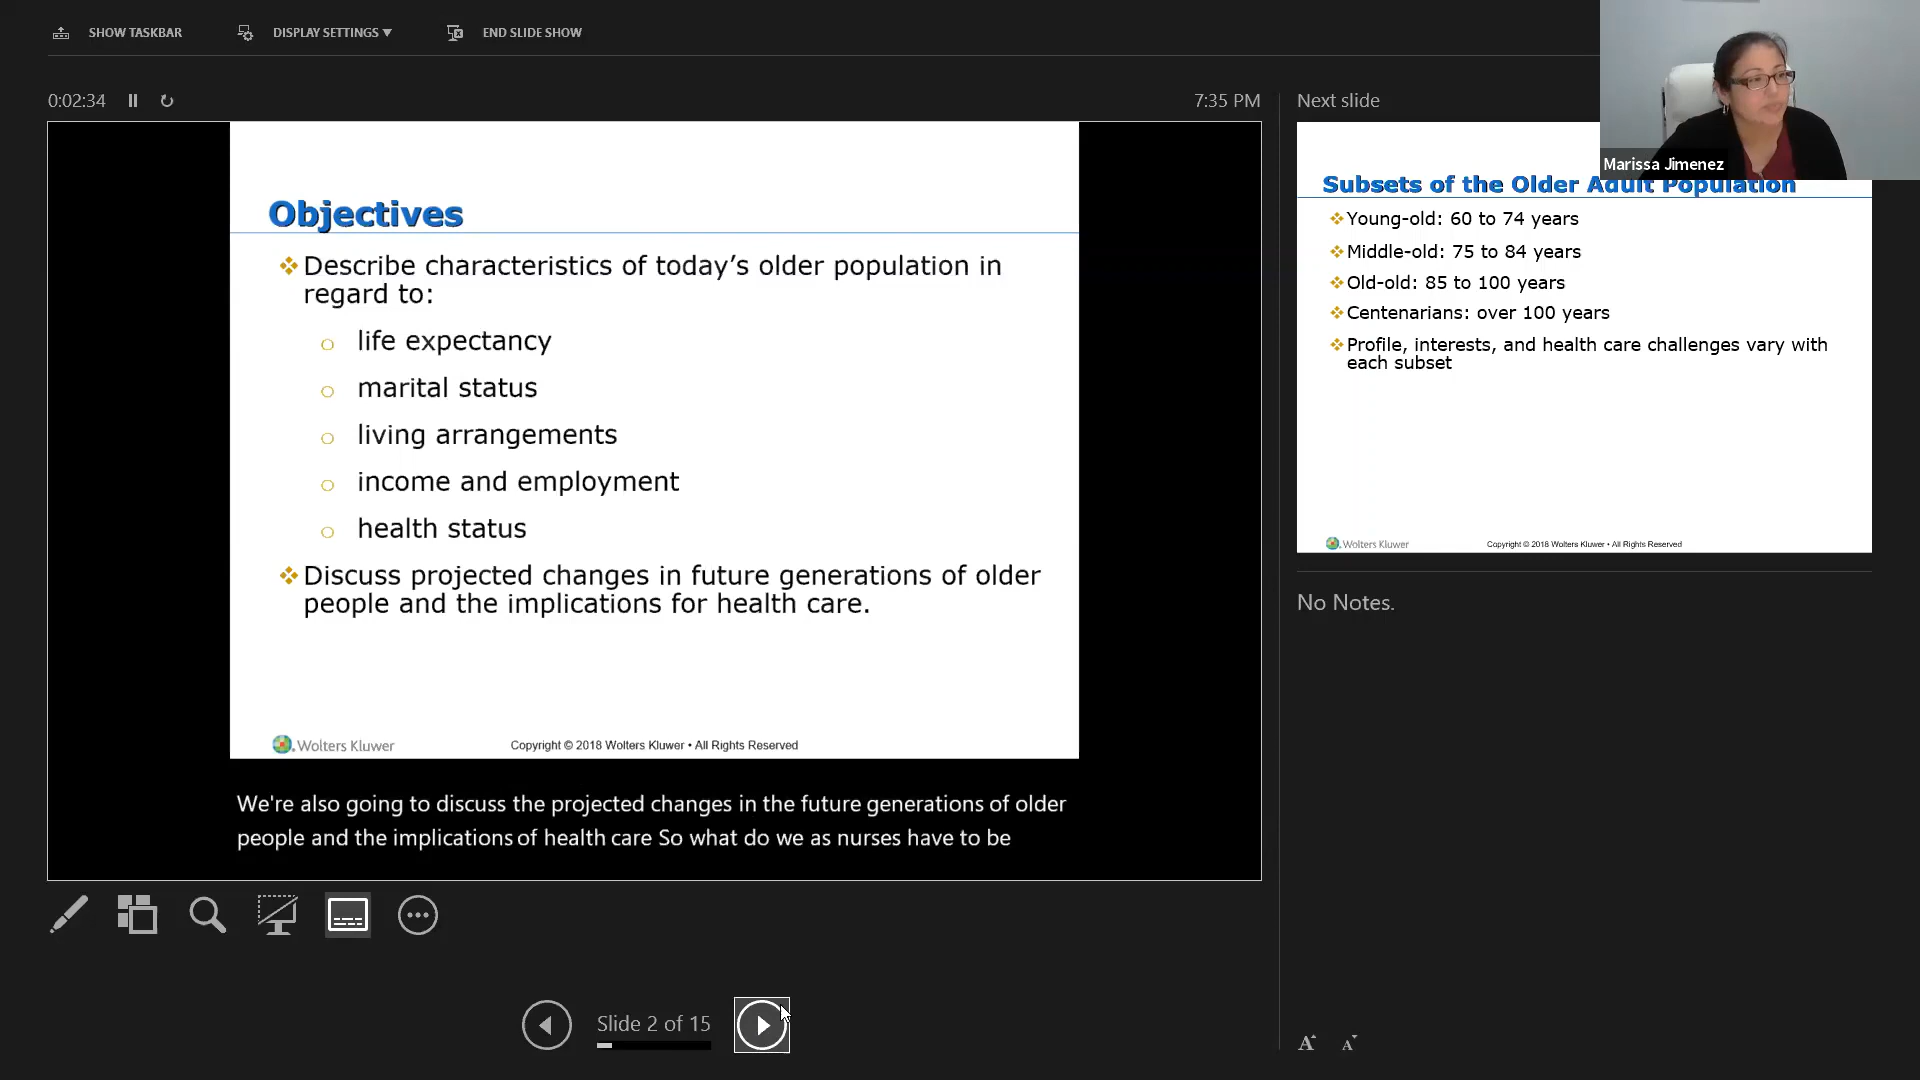 SHOW TASKBAR
DISPLAY SETTINGS ▼
END SLIDE SHOW
0:02:34
7:35 PM
Next slide
Marissa Jimenez
Objectives
❖ Describe characteristics of today's older population in
regard to:
o life expectancy
o marital status
o living arrangements
o income and employment
o health status
❖ Discuss projected changes in future generations of older
people and the implications for health care.
Wolters Kluwer
Copyright © 2018 Wolters Kluwer • All Rights Reserved
We're also going to discuss the projected changes in the future generations of older
people and the implications of health care So what do we as nurses have to be
Subsets of the Older Adult Population
❖ Young-old: 60 to 74 years
❖ Middle-old: 75 to 84 years
❖ Old-old: 85 to 100 years
❖ Centenarians: over 100 years
❖ Profile, interests, and health care challenges vary with
each subset
Wolters Kluwer
Copyright © 2018 Wolters Kluwer • All Rights Reserved
No Notes.
Slide 2 of 15
A A